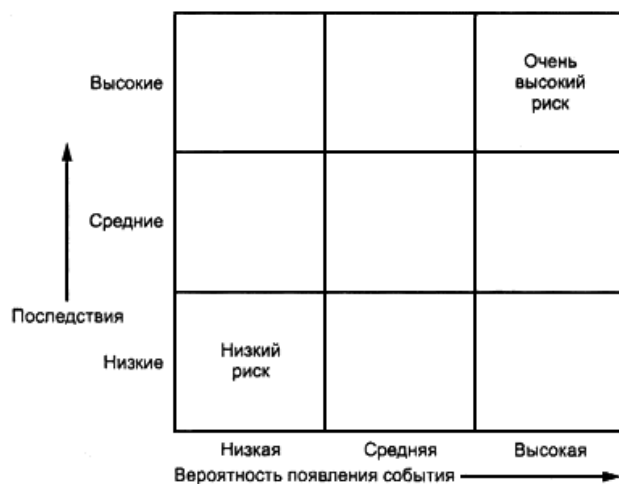 Высокие
Очень
высокий
риск
Средние
Последствия
Низкие
Низкий
риск
Низкая Средняя Высокая
Вероятность появления события